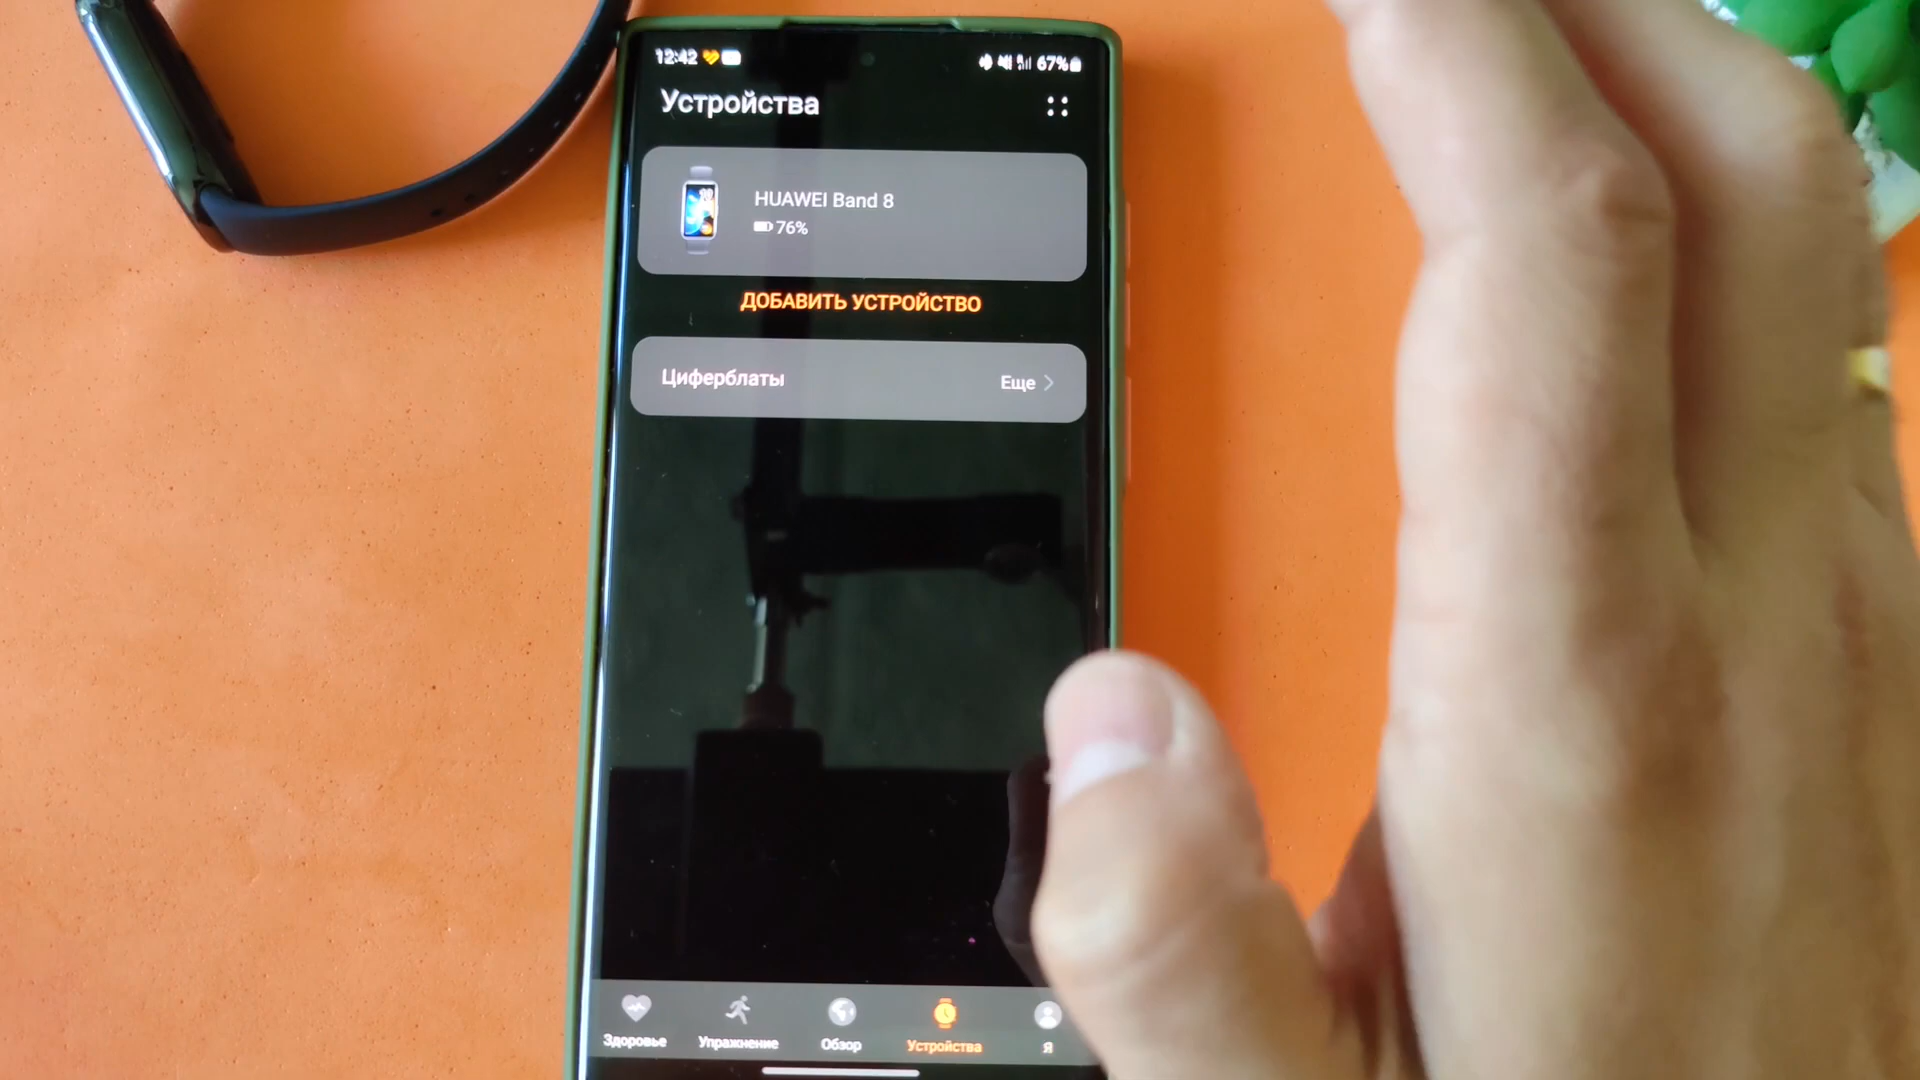 12:42 67%
Устройства
HUAWEI Band 8
76%
ДОБАВИТЬ УСТРОЙСТВО
Циферблаты Еще
Здоровье Упражнение Обзор Устройства Я